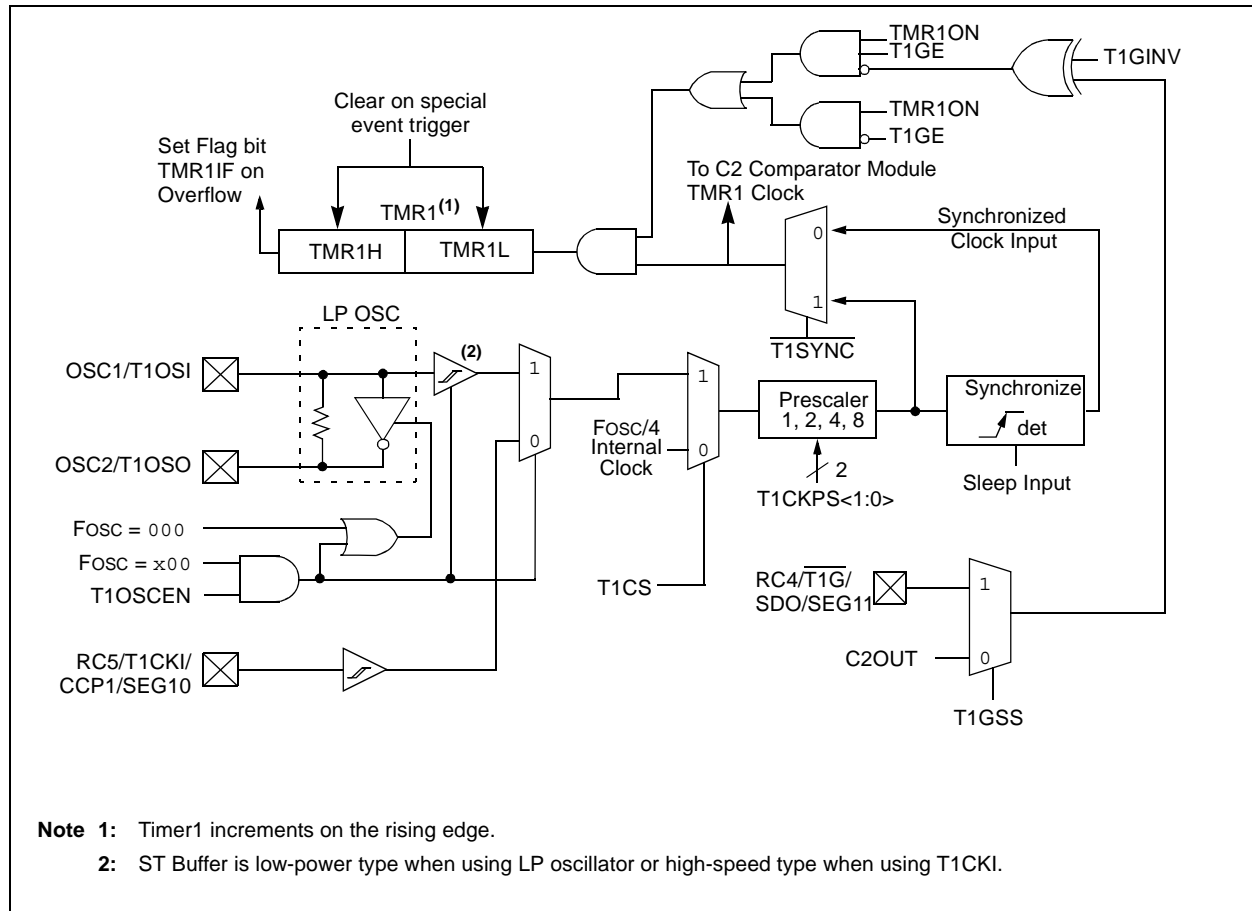 TMR1ON
T1GE
T1GINV
TMR1ON
T1GE
Clear on special
event trigger
Set Flag bit
TMR1IF on
Overflow
To C2 Comparator Module
TMR1 Clock
TMR1(1)
TMR1H
TMR1L
0
1
Synchronized
Clock Input
T1SYNC
LP OSC
(2)
OSC1/T1OSI
OSC2/T1OSO
1
0
1
0
FOSC/4
Internal
Clock
Prescaler
1, 2, 4, 8
2
T1CKPS<1:0>
Synchronize
det
Sleep Input
FOSC = 000
FOSC = x00
T1OSCEN
T1CS
RC4/T1G/
SDO/SEG11
1
0
C2OUT
T1GSS
RC5/T1CKI/
CCP1/SEG10
Note 1: Timer1 increments on the rising edge.
2: ST Buffer is low-power type when using LP oscillator or high-speed type when using T1CKI.